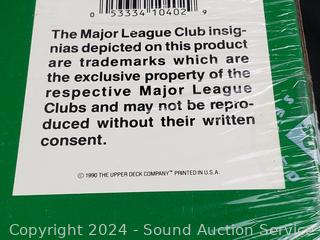 0 53334 10402 9
The Major League Club insig-
nias depicted on this product
are trademarks which are
the exclusive property of the
respective Major League
Clubs and may not be repro-
duced without their written
consent.
© 1990 THE UPPER DECK COMPANY™ PRINTED IN U.S.A.
Copyright 2024 - Sound Auction Service